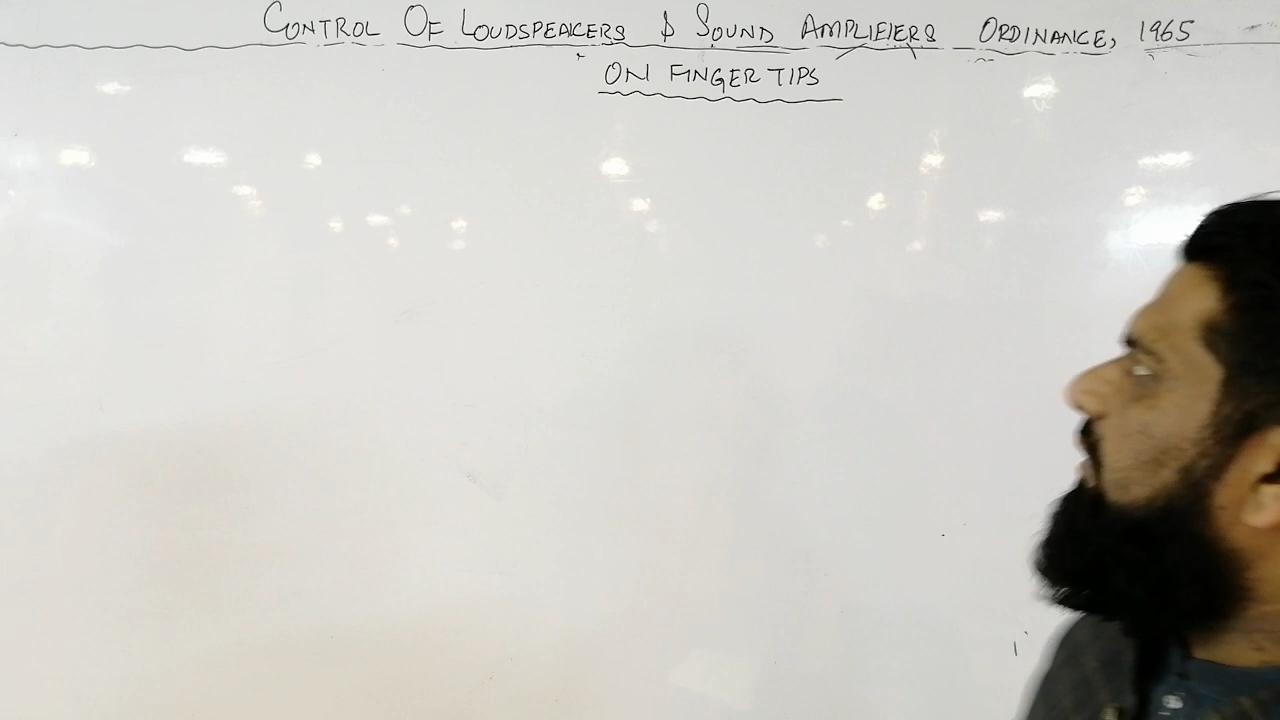 CONTROL OF LOUDSPEAKERS & SOUND AMPLIFIERS ORDINANCE, 1965
ON FINGER TIPS